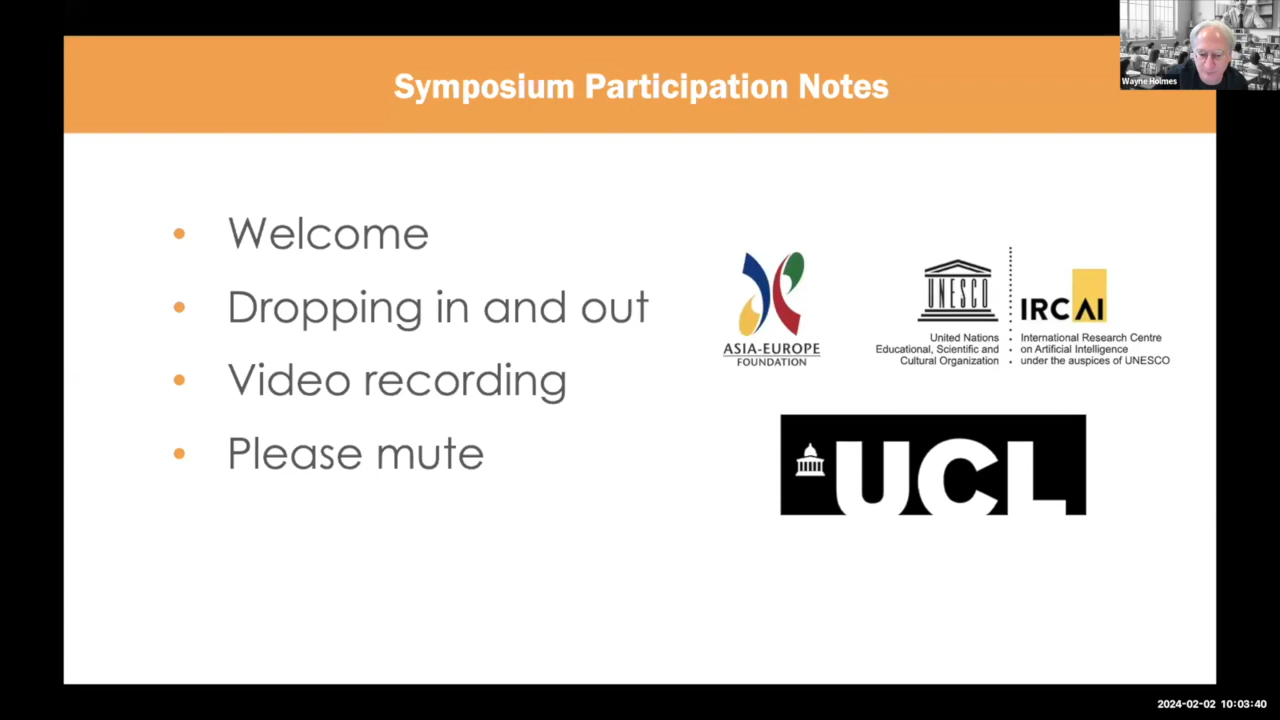 Symposium Participation Notes
Wayne Holmes
• Welcome
• Dropping in and out
• Video recording
• Please mute
ASIA-EUROPE
FOUNDATION
UNESCO
United Nations
Educational, Scientific and
Cultural Organization
IRCAI
International Research Centre
on Artificial Intelligence
under the auspices of UNESCO
UCL
2024-02-02 10:03:40